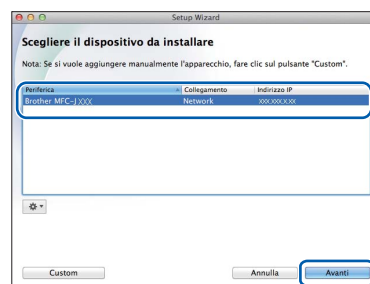 Setup Wizard
Scegliere il dispositivo da installare
Nota: Se si vuole aggiungere manualmente l'apparecchio, fare clic sul pulsante "Custom".
Periferica Collegamento Indirizzo IP
Brother MFC-J XXX Network XXX.XXX.X.XX
Custom Annulla Avanti